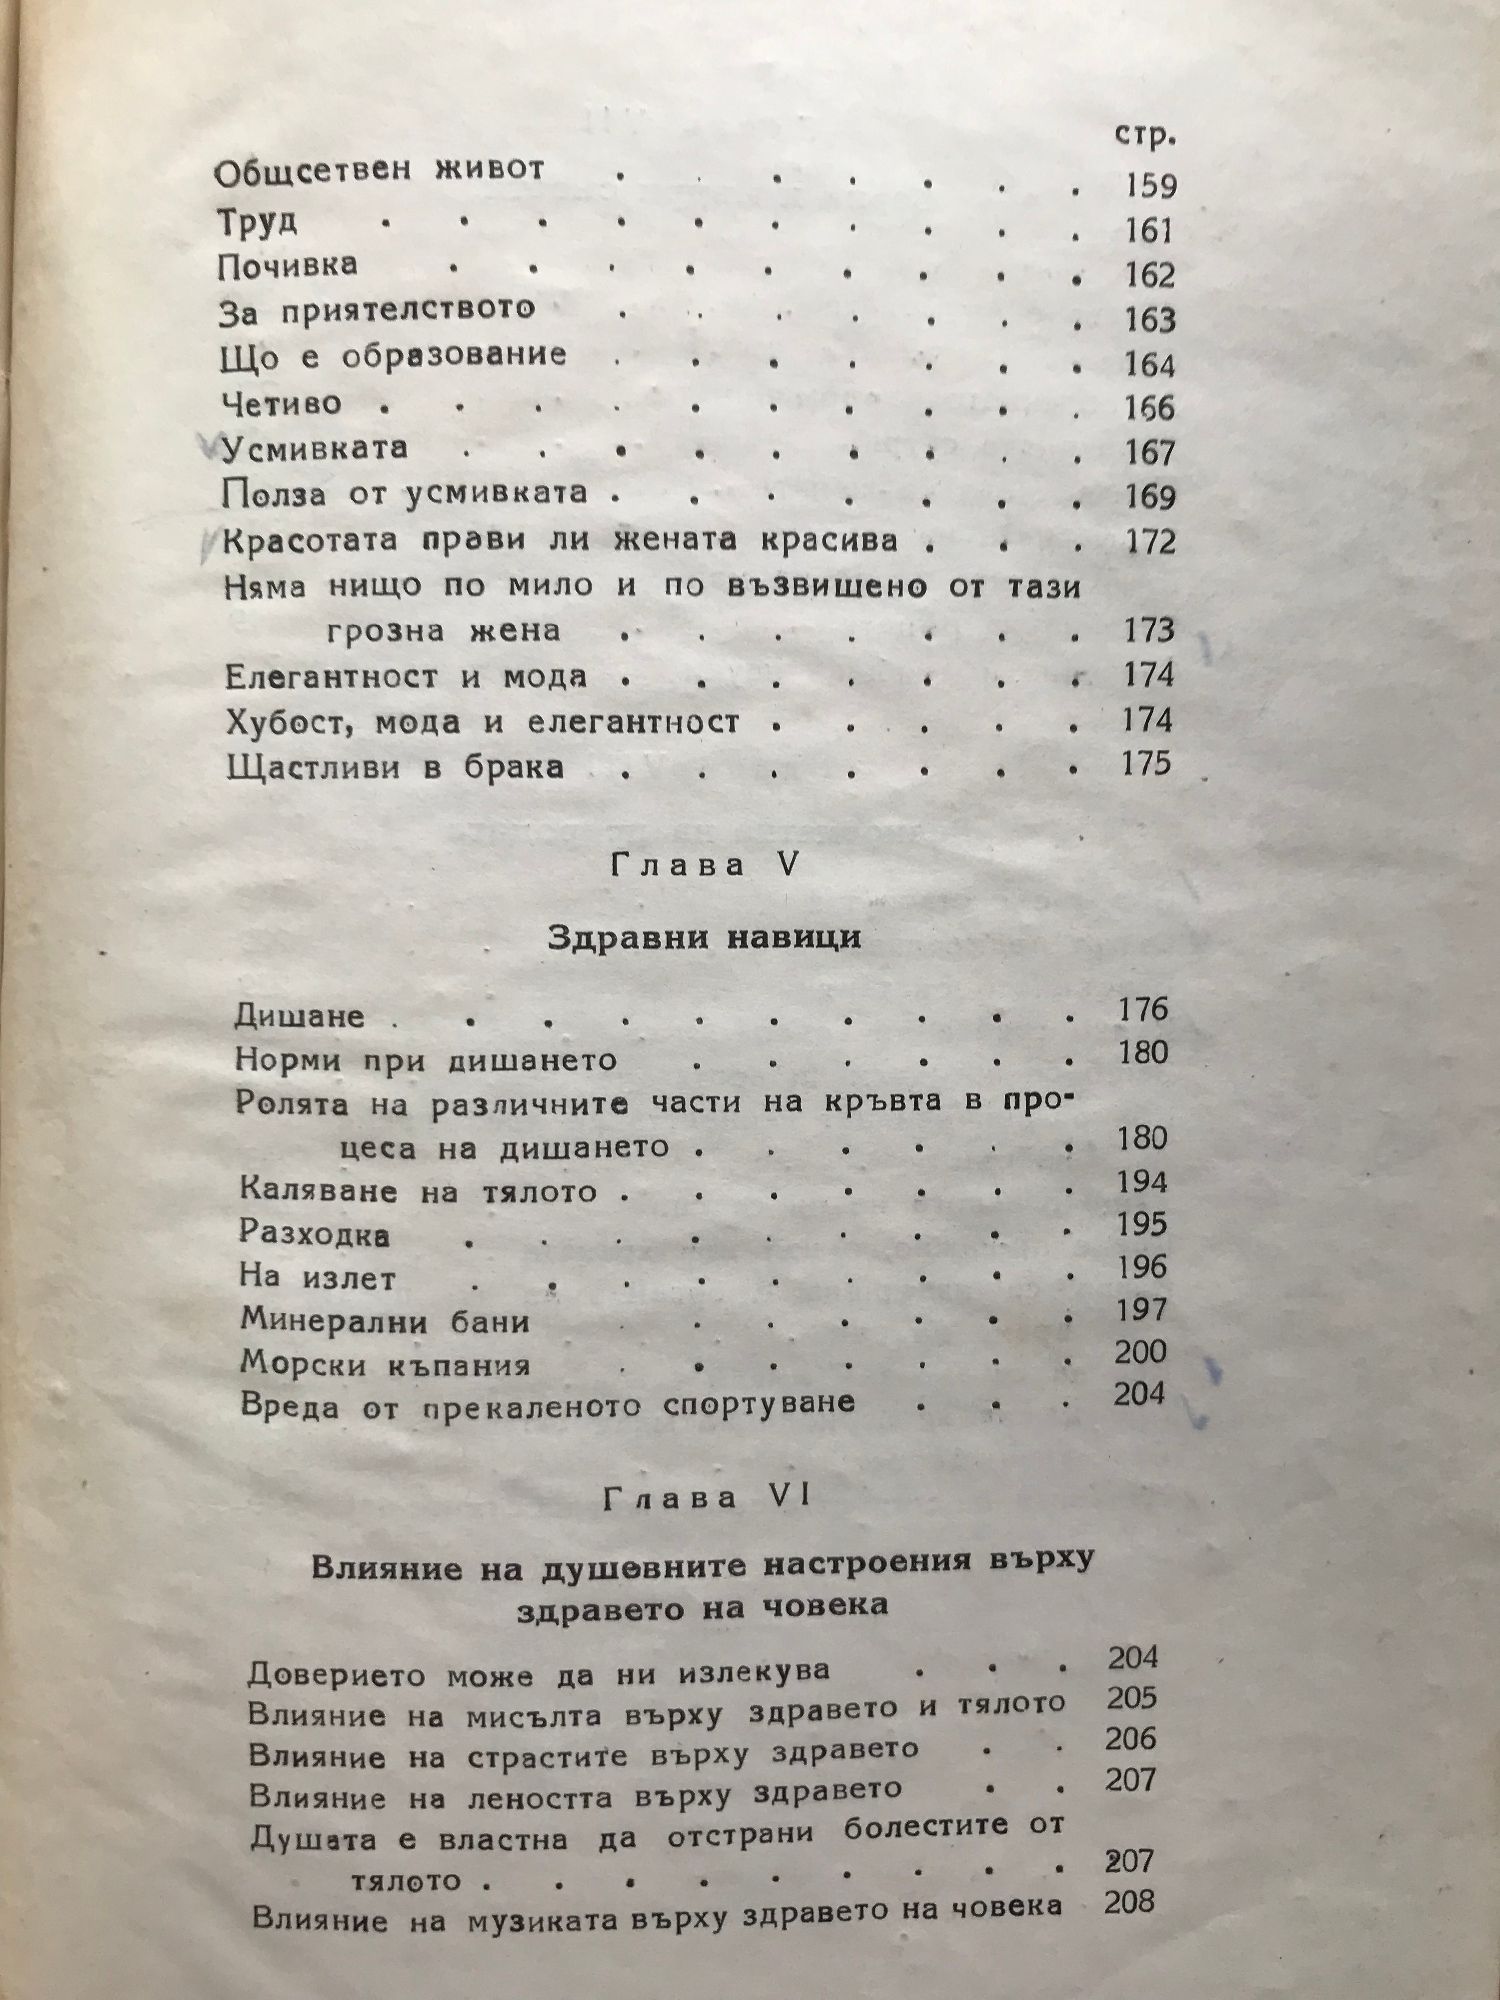 стр.
Общсетвен живот . . . . . . . 159
Труд . . . . . . . . . . 161
Почивка . . . . . . . . . 162
За приятелството . . . . . . . 163
Що е образование . . . . . . . 164
Четиво . . . . . . . . . . 166
Усмивката . . . . . . . . . 167
Полза от усмивката . . . . . . . 169
Красотата прави ли жената красива . . . 172
Няма нищо по мило и по възвишено от тази
грозна жена . . . . . . . 173
Елегантност и мода . . . . . . . 174
Хубост, мода и елегантност . . . . . 174
Щастливи в брака . . . . . . . 175
Глава V
Здравни навици
Дишане . . . . . . . . . . 176
Норми при дишането . . . . . . 180
Ролята на различните части на кръвта в про-
цеса на дишането . . . . . . 180
Каляване на тялото . . . . . . . 194
Разходка . . . . . . . . . 195
На излет . . . . . . . . . 196
Минерални бани . . . . . . . 197
Морски къпания . . . . . . . 200
Вреда от прекаленото спортуване . . . 204
Глава VI
Влияние на душевните настроения върху
здравето на човека
Доверието може да ни излекува . . . 204
Влияние на мисълта върху здравето и тялото 205
Влияние на страстите върху здравето . . 206
Влияние на леността върху здравето . . 207
Душата е властна да отстрани болестите от
тялото . . . . . . . . . 207
Влияние на музиката върху здравето на човека 208